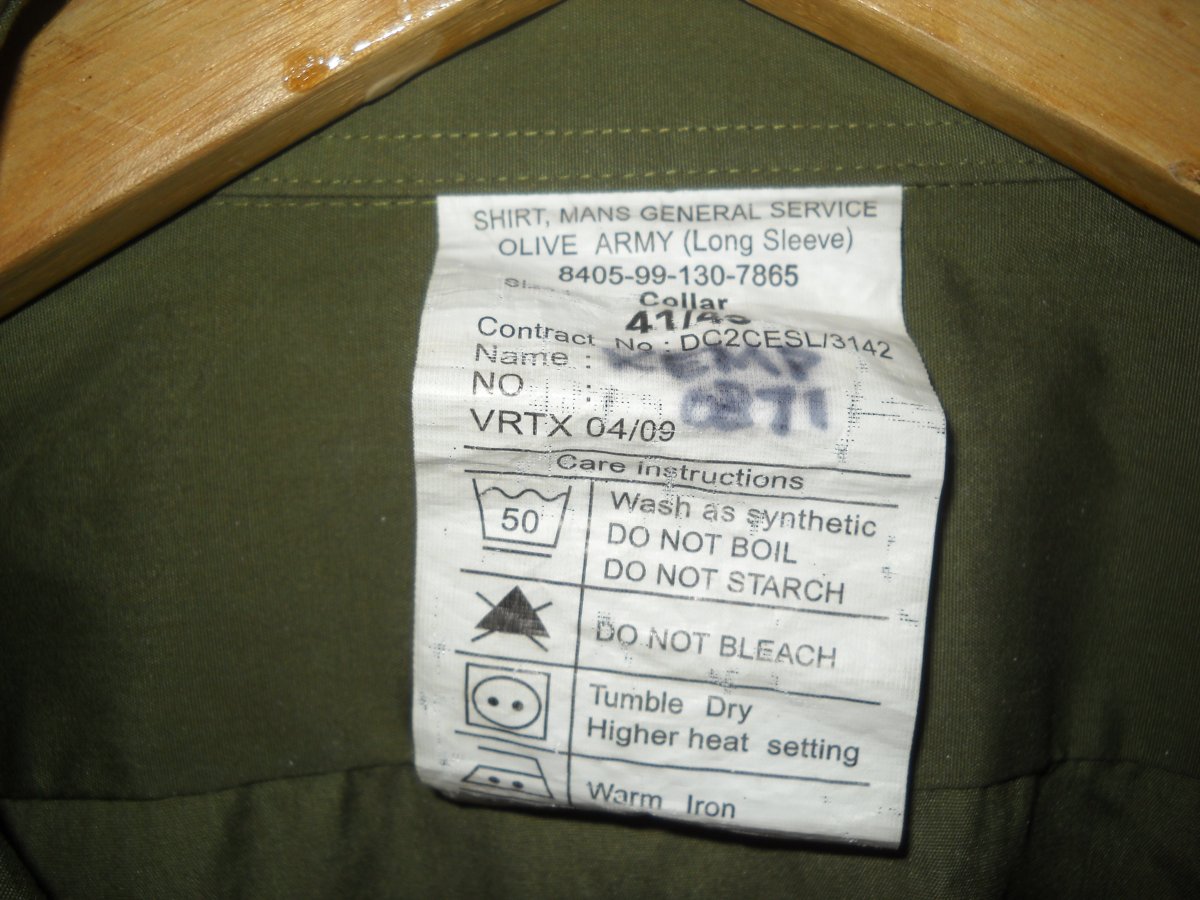 SHIRT, MANS GENERAL SERVICE
OLIVE ARMY (Long Sleeve)
8405-99-130-7865
Collar
Contract No : DC2CESL/3142
Name : KEMP
NO : 0271
VRTX 04/09
Care instructions
50
Wash as synthetic
DO NOT BOIL
DO NOT STARCH
DO NOT BLEACH
Tumble Dry
Higher heat setting
Warm Iron